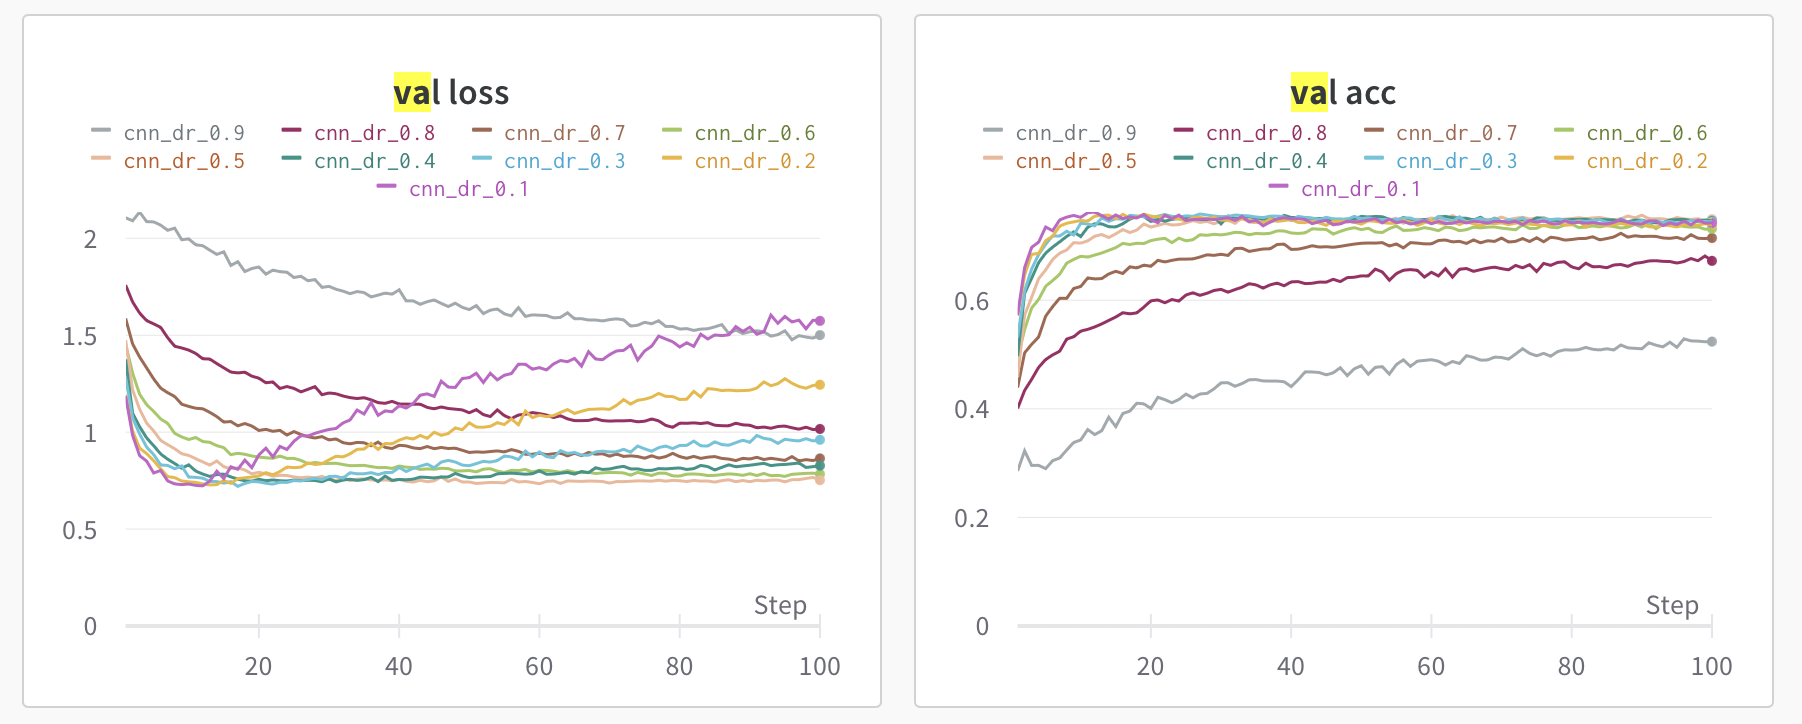 val loss
cnn_dr_0.9 cnn_dr_0.8 cnn_dr_0.7 cnn_dr_0.6
cnn_dr_0.5 cnn_dr_0.4 cnn_dr_0.3 cnn_dr_0.2
cnn_dr_0.1
2
1.5
1
0.5
0
Step
20 40 60 80 100
val acc
cnn_dr_0.9 cnn_dr_0.8 cnn_dr_0.7 cnn_dr_0.6
cnn_dr_0.5 cnn_dr_0.4 cnn_dr_0.3 cnn_dr_0.2
cnn_dr_0.1
0.6
0.4
0.2
0
Step
20 40 60 80 100